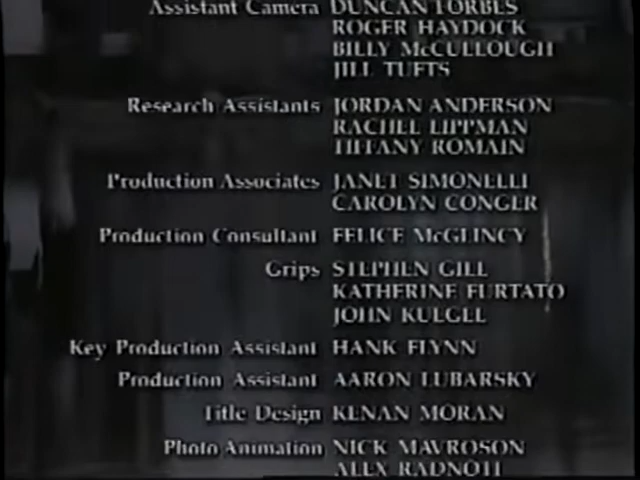 Assistant Camera DUNCAN FORBES
ROGER HAYDOCK
BILLY McCULLOUGH
JILL TUFTS
Research Assistants JORDAN ANDERSON
RACHEL LIPPMAN
TIFFANY ROMAIN
Production Associates JANET SIMONELLI
CAROLYN CONGER
Production Consultant FELICE McGLINCY
Grips STEPHEN GILL
KATHERINE FURTATO
JOHN KULGEL
Key Production Assistant HANK FLYNN
Production Assistant AARON LUBARSKY
Title Design KENAN MORAN
Photo Animation NICK MAVROSON
ALEX RADNOTI